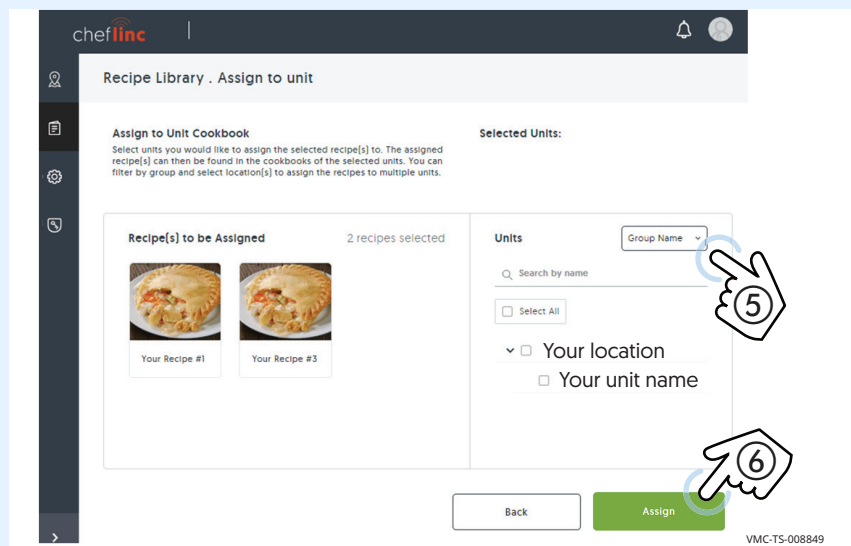 cheflinc
Recipe Library . Assign to unit
Assign to Unit Cookbook
Select units you would like to assign the selected
recipe(s) to. The assigned
recipe(s) can then be found in the cookbooks of the selected units. You can
filter by group and select location(s) to assign the recipes to multiple units.
Selected Units:
Recipe(s) to be Assigned
2 recipes selected
Your Recipe #1
Your Recipe #3
Units
Group Name
Search by name
Select All
Your location
Your unit name
5
6
Back
Assign
VMC-TS-008849